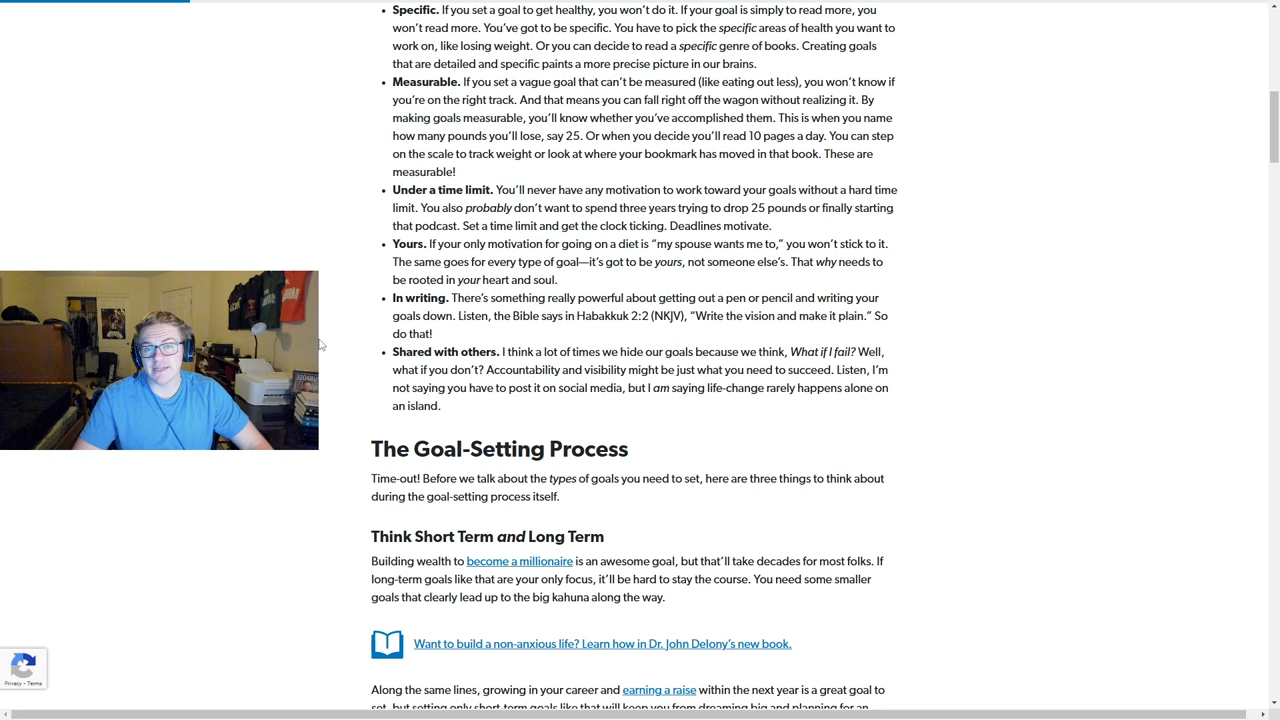 Specific. If you set a goal to get healthy, you won't do it. If your goal is simply to read more, you
won't read more. You've got to be specific. You have to pick the specific areas of health you want to
work on, like losing weight. Or you can decide to read a specific genre of books. Creating goals
that are detailed and specific paints a more precise picture in our brains.
Measurable. If you set a vague goal that can't be measured (like eating out less), you won't know if
you're on the right track. And that means you can fall right off the wagon without realizing it. By
making goals measurable, you'll know whether you've accomplished them. This is when you name
how many pounds you'll lose, say 25. Or when you decide you'll read 10 pages a day. You can step
on the scale to track weight or look at where your bookmark has moved in that book. These are
measurable!
Under a time limit. You'll never have any motivation to work toward your goals without a hard time
limit. You also probably don't want to spend three years trying to drop 25 pounds or finally starting
that podcast. Set a time limit and get the clock ticking. Deadlines motivate.
Yours. If your only motivation for going on a diet is “my spouse wants me to,” you won't stick to it.
The same goes for every type of goal—it's got to be yours, not someone else's. That why needs to
be rooted in your heart and soul.
In writing. There's something really powerful about getting out a pen or pencil and writing your
goals down. Listen, the Bible says in Habakkuk 2:2 (NKJV), “Write the vision and make it plain.” So
do that!
Shared with others. I think a lot of times we hide our goals because we think, What if I fail? Well,
what if you don't? Accountability and visibility might be just what you need to succeed. Listen, I'm
not saying you have to post it on social media, but I am saying life-change rarely happens alone on
an island.
The Goal-Setting Process
Time-out! Before we talk about the types of goals you need to set, here are three things to think about
during the goal-setting process itself.
Think Short Term and Long Term
Building wealth to become a millionaire is an awesome goal, but that'll take decades for most folks. If
long-term goals like that are your only focus, it'll be hard to stay the course. You need some smaller
goals that clearly lead up to the big kahuna along the way.
Want to build a non-anxious life? Learn how in Dr. John Delony's new book.
Privacy - Terms
Along the same lines, growing in your career and earning a raise within the next year is a great goal to
set, but setting only short-term goals like that will keep you from dreaming big and planning for an